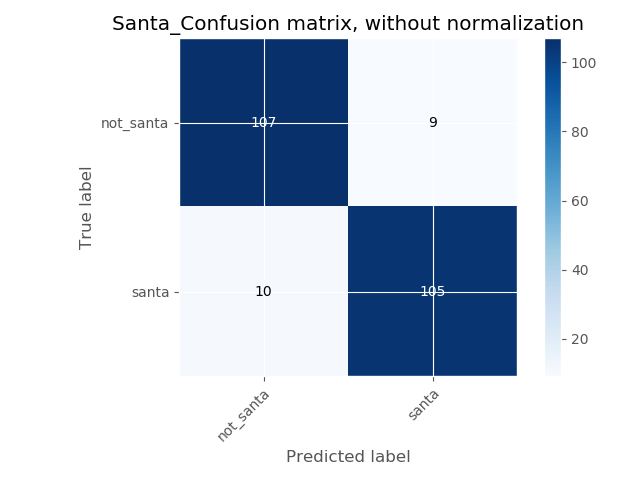 Santa_Confusion matrix, without normalization
True label
not_santa
santa
107
9
10
105
not_santa
santa
Predicted label
100
80
60
40
20